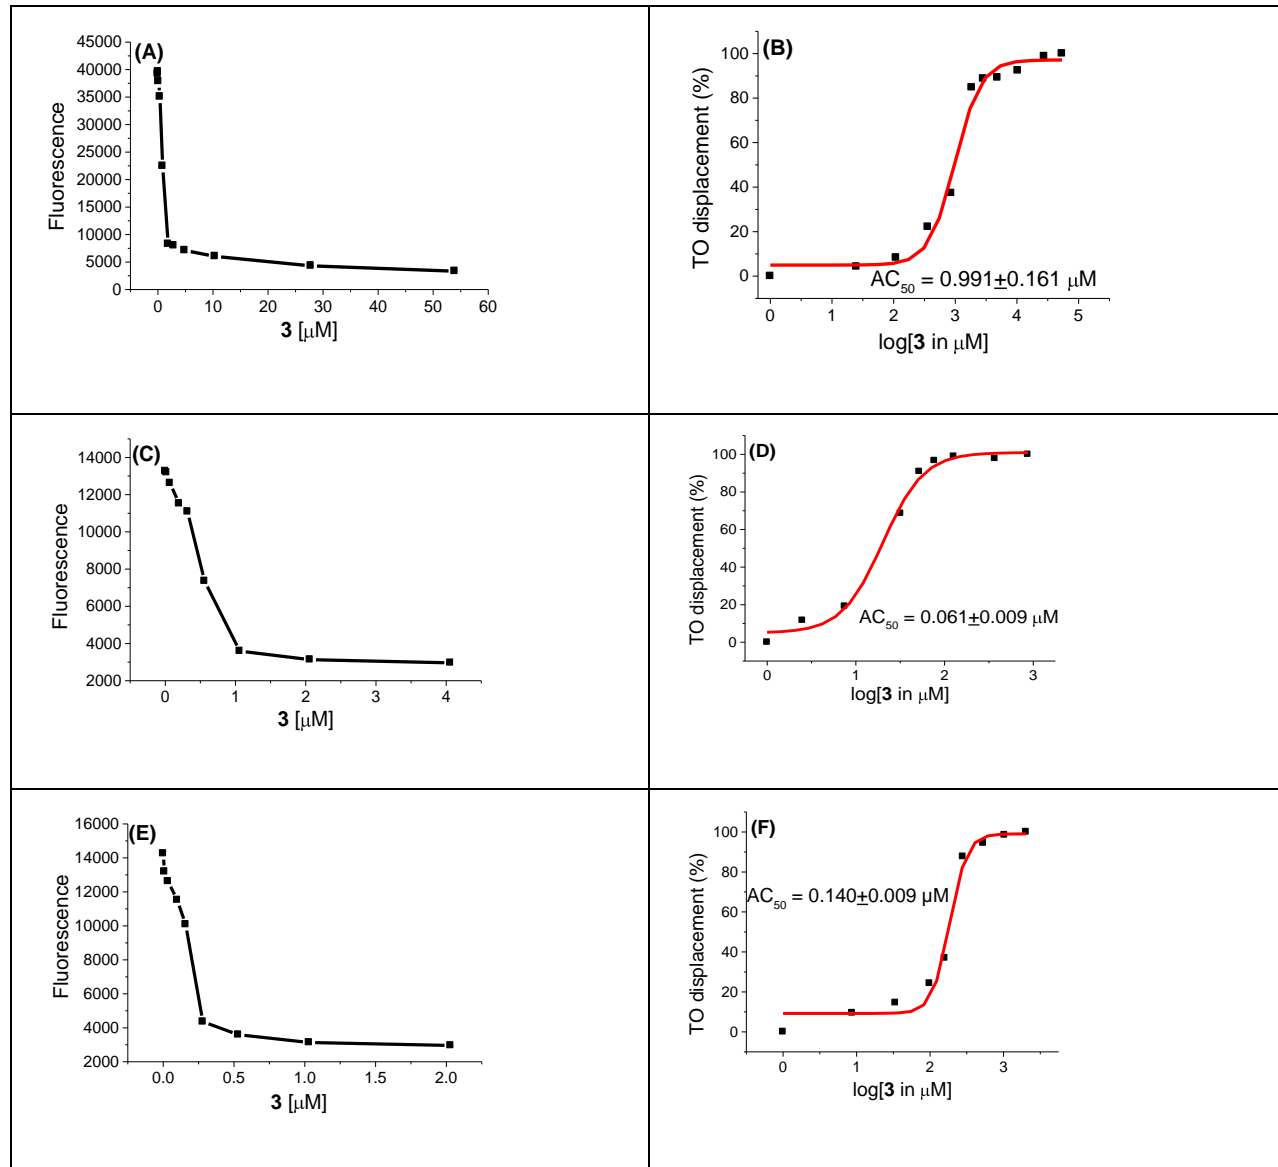 (A)
45000
40000
35000
30000
25000
20000
15000
10000
5000
0
Fluorescence
0 10 20 30 40 50 60
3 [μM]
(B)
100
80
60
40
20
0
TO displacement (%)
AC50 = 0.991±0.161 μM
0 1 2 3 4 5
log[3 in μM]
(C)
14000
12000
10000
8000
6000
4000
2000
Fluorescence
0 1 2 3 4
3 [μM]
(D)
100
80
60
40
20
0
TO displacement (%)
AC50 = 0.061±0.009 μM
0 1 2 3
log[3 in μM]
(E)
16000
14000
12000
10000
8000
6000
4000
2000
Fluorescence
0.0 0.5 1.0 1.5 2.0
3 [μM]
(F)
100
80
60
40
20
0
TO displacement (%)
AC50 = 0.140±0.009 μM
0 1 2 3
log[3 in μM]